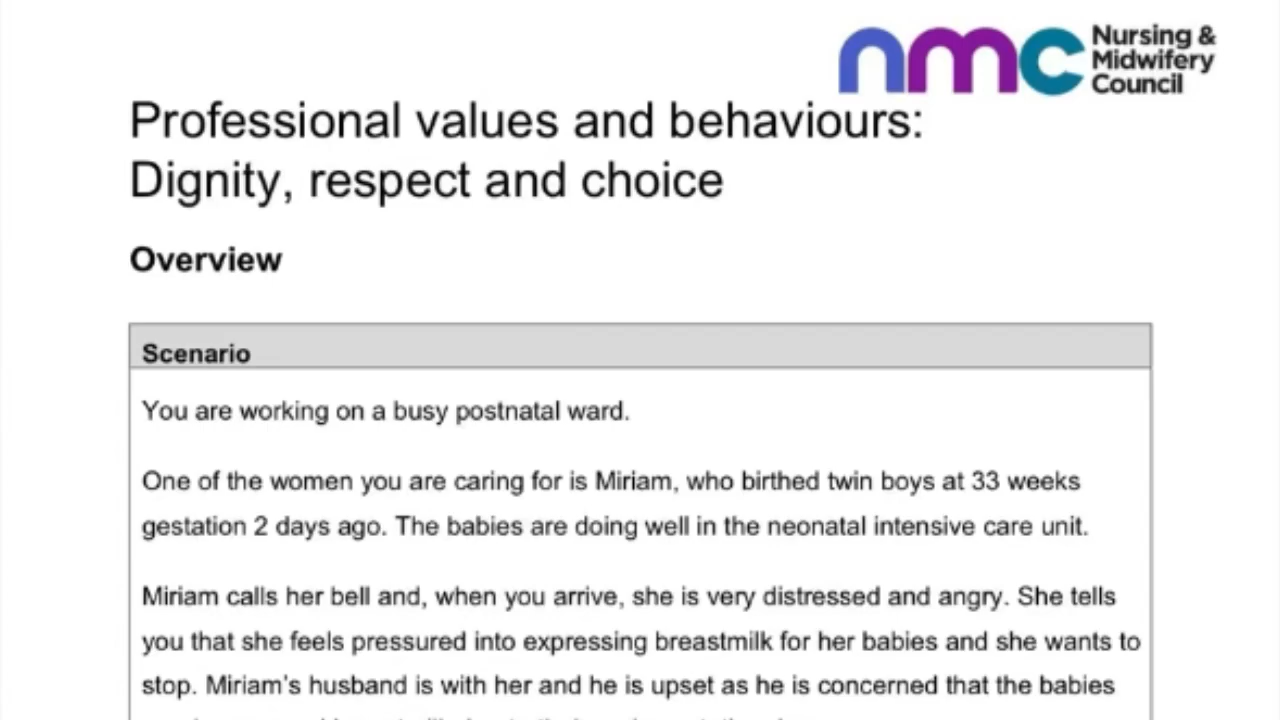 nmc
Nursing &
Midwifery
Council
Professional values and behaviours:
Dignity, respect and choice
Overview
Scenario
You are working on a busy postnatal ward.
One of the women you are caring for is Miriam, who birthed twin boys at 33 weeks
gestation 2 days ago. The babies are doing well in the neonatal intensive care unit.
Miriam calls her bell and, when you arrive, she is very distressed and angry. She tells
you that she feels pressured into expressing breastmilk for her babies and she wants to
stop. Miriam's husband is with her and he is upset as he is concerned that the babies